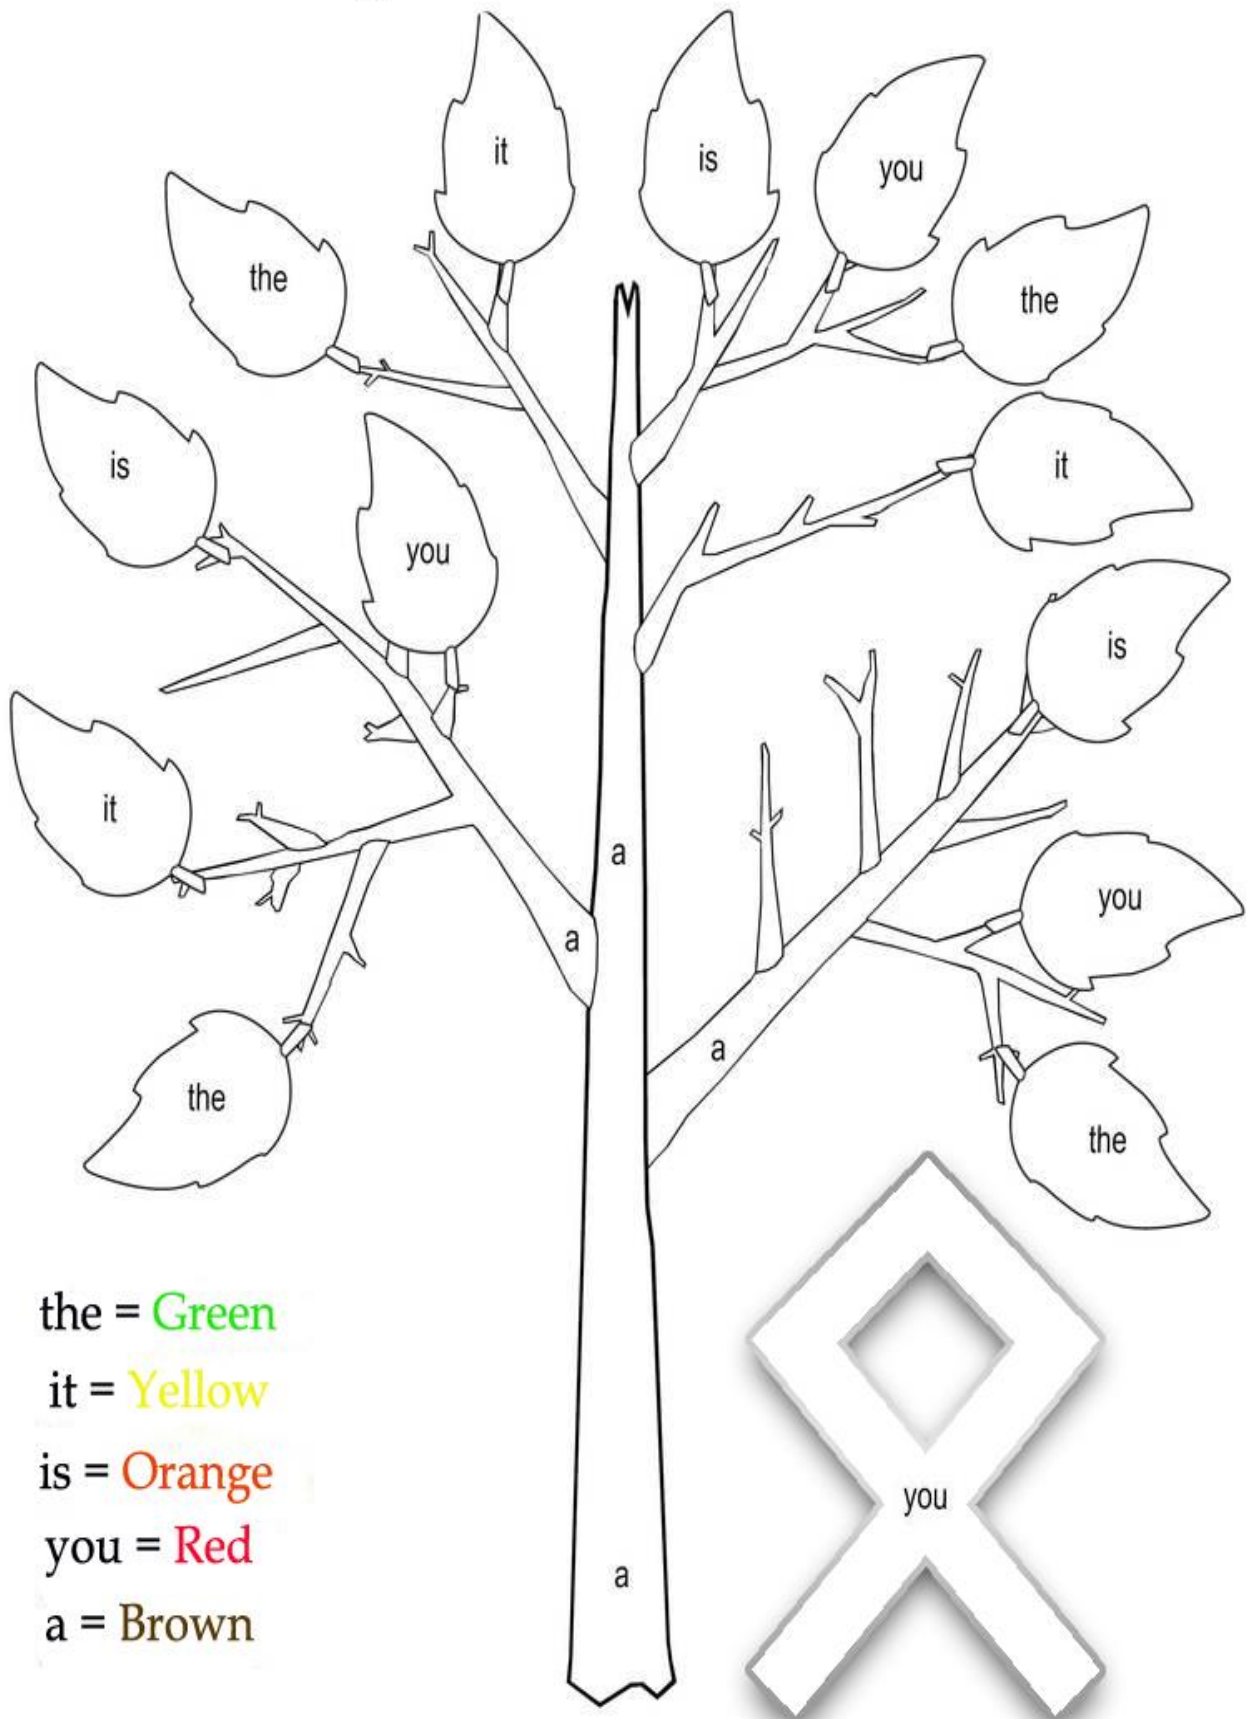 it
is
you
the
the
it
is
you
is
it
a
you
a
a
the
the
the = Green
it = Yellow
is = Orange
you = Red
a = Brown
you
a